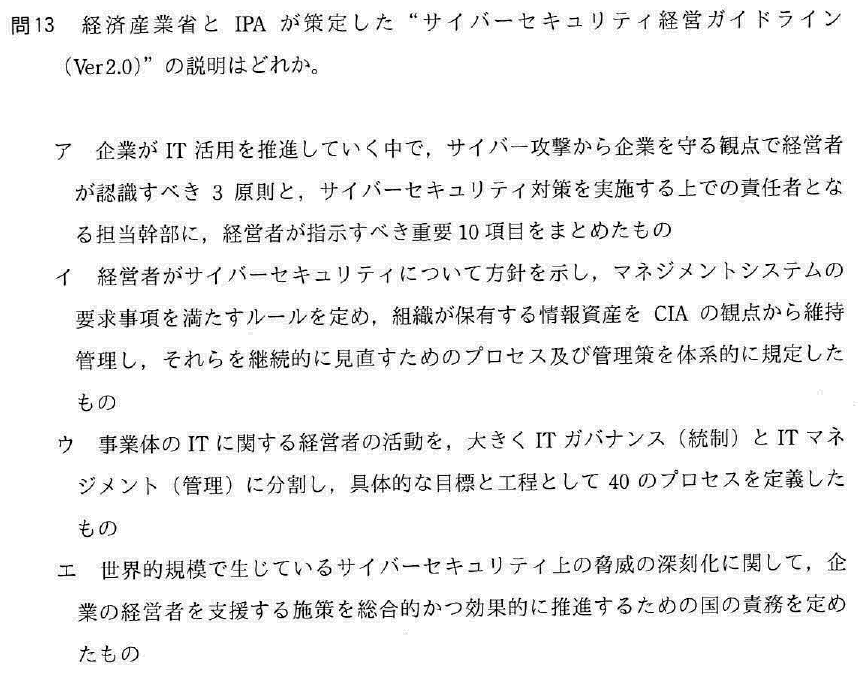 問13 経済産業省と IPA が策定した“サイバーセキュリティ経営ガイドライン
（Ver2.0）”の説明はどれか。
ア 企業が IT 活用を推進していく中で，サイバー攻撃から企業を守る観点で経営者
が認識すべき 3 原則と，サイバーセキュリティ対策を実施する上での責任者とな
る担当幹部に，経営者が指示すべき重要 10 項目をまとめたもの
イ 経営者がサイバーセキュリティについて方針を示し，マネジメントシステムの
要求事項を満たすルールを定め，組織が保有する情報資産を CIA の観点から維持
管理し，それらを継続的に見直すためのプロセス及び管理策を体系的に規定した
もの
ウ 事業体の IT に関する経営者の活動を，大きく IT ガバナンス（統制）と IT マネ
ジメント（管理）に分割し，具体的な目標と工程として 40 のプロセスを定義した
もの
エ 世界的規模で生じているサイバーセキュリティ上の脅威の深刻化に関して，企
業の経営者を支援する施策を総合的かつ効果的に推進するための国の責務を定め
たもの